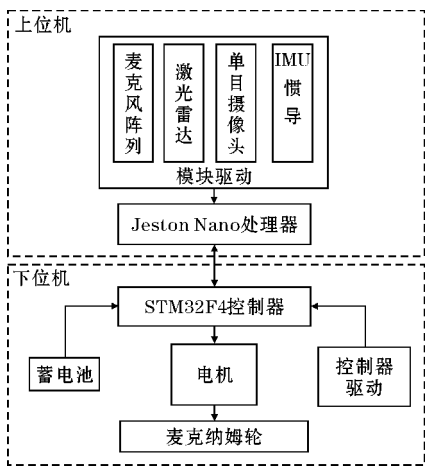 上位机
麦克风阵列
激光雷达
单目摄像头
IMU
惯导
模块驱动
Jeston Nano处理器
下位机
STM32F4控制器
蓄电池
电机
控制器
驱动
麦克纳姆轮